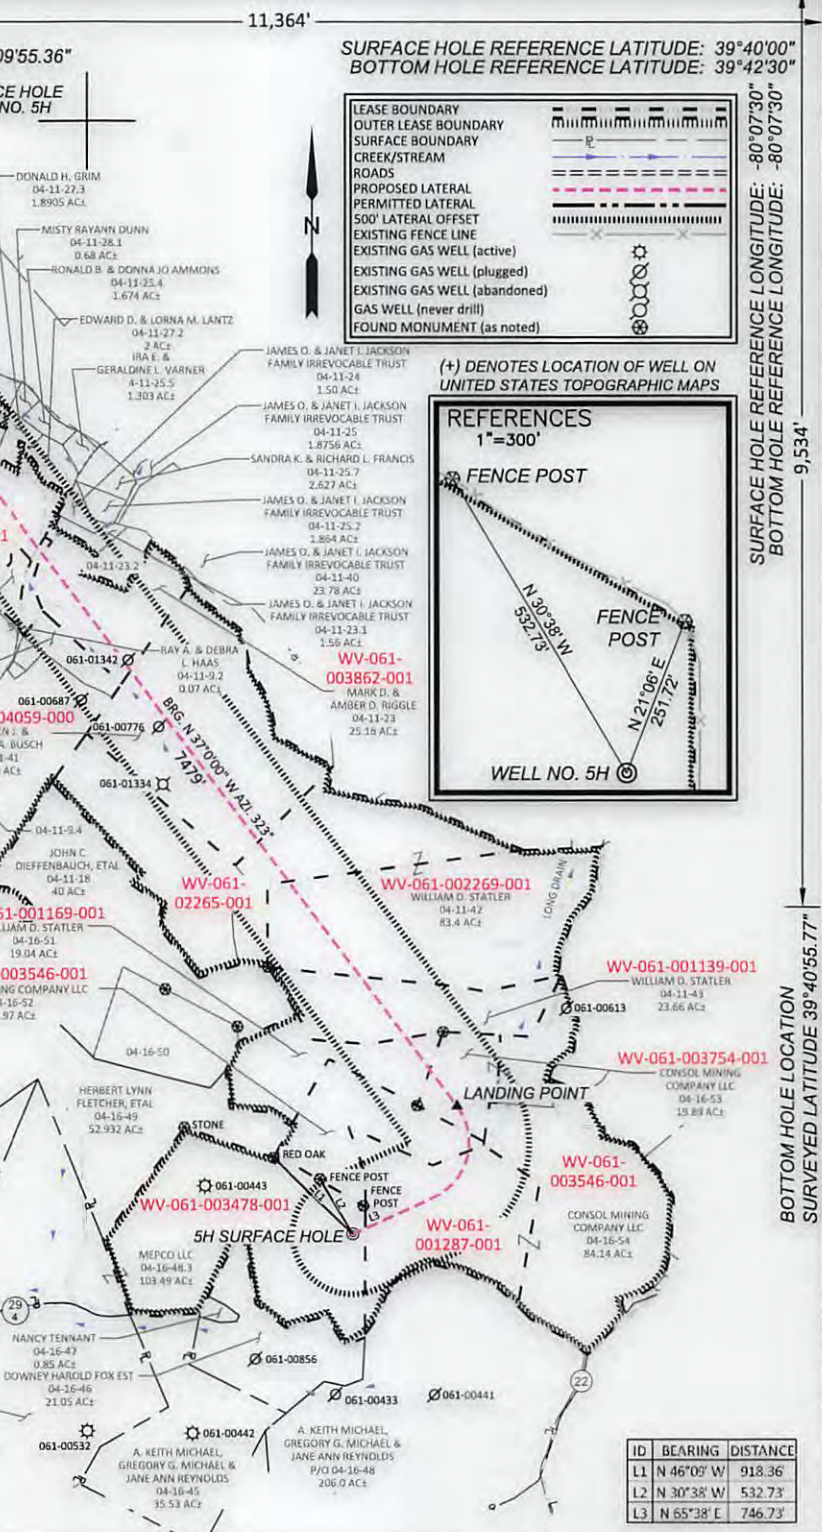 11,364'
09'55.36"
CE HOLE
NO. 5H
SURFACE HOLE REFERENCE LATITUDE: 39°40'00"
BOTTOM HOLE REFERENCE LATITUDE: 39°42'30"
LEASE BOUNDARY
OUTER LEASE BOUNDARY
SURFACE BOUNDARY
CREEK/STREAM
ROADS
PROPOSED LATERAL
PERMITTED LATERAL
500' LATERAL OFFSET
EXISTING FENCE LINE
EXISTING GAS WELL (active)
EXISTING GAS WELL (plugged)
EXISTING GAS WELL (abandoned)
GAS WELL (never drill)
FOUND MONUMENT (as noted)
N
(+) DENOTES LOCATION OF WELL ON
UNITED STATES TOPOGRAPHIC MAPS
REFERENCES
1"=300'
FENCE POST
FENCE
POST
N 30°38' W
532.73'
N 21°06' E
251.72'
WELL NO. 5H
SURFACE HOLE REFERENCE LONGITUDE: -80°07'30"
BOTTOM HOLE REFERENCE LONGITUDE: -80°07'30"
9,534'
BOTTOM HOLE LOCATION
SURVEYED LATITUDE 39°40'55.77"
DONALD H. GRIM
04-11-27.3
1.8905 AC±
MISTY RAYANN DUNN
04-11-28.1
0.68 AC±
RONALD B. & DONNA JO AMMONS
04-11-25.4
1.674 AC±
EDWARD D. & LORNA M. LANTZ
04-11-27.2
2 AC±
IRA E. &
GERALDINE L. VARNER
4-11-25.5
1.303 AC±
JAMES O. & JANET I. JACKSON
FAMILY IRREVOCABLE TRUST
04-11-24
1.50 AC±
JAMES O. & JANET I. JACKSON
FAMILY IRREVOCABLE TRUST
04-11-25
1.8756 AC±
SANDRA K. & RICHARD L. FRANCIS
04-11-25.7
2.627 AC±
JAMES O. & JANET I. JACKSON
FAMILY IRREVOCABLE TRUST
04-11-25.2
1.864 AC±
JAMES O. & JANET I. JACKSON
FAMILY IRREVOCABLE TRUST
04-11-40
23.78 AC±
JAMES O. & JANET I. JACKSON
FAMILY IRREVOCABLE TRUST
04-11-23.1
1.56 AC±
04-11-23.2
1
061-01342
RAY A. & DEBRA
L. HAAS
04-11-9.2
0.07 AC±
WV-061-
003862-001
MARK D. &
AMBER D. RIGGLE
04-11-23
25.18 AC±
061-00687
04059-000
EN J. &
A. BUSCH
1-41
AC±
061-00776
061-01334
BRG. N 37°0'00" W AZI. 323°
7479'
04-11-9.4
JOHN C.
DIEFFENBAUCH, ETAL
04-11-18
40 AC±
WV-061-
02265-001
WV-061-002269-001
WILLIAM D. STATLER
04-11-42
83.4 AC±
LONG DRAIN
61-001169-001
LIAM D. STATLER
04-16-51
19.04 AC±
003546-001
NG COMPANY LLC
4-16-52
.97 AC±
WV-061-001139-001
WILLIAM D. STATLER
04-11-43
23.66 AC±
061-00613
WV-061-003754-001
CONSOL MINING
COMPANY LLC
04-16-53
19.89 AC±
04-16-50
HERBERT LYNN
FLETCHER, ETAL
04-16-49
52.932 AC±
LANDING POINT
STONE
RED OAK
FENCE POST
FENCE
POST
L1
L2
L3
061-00443
WV-061-003478-001
5H SURFACE HOLE
WV-061-
003546-001
CONSOL MINING
COMPANY LLC
04-16-54
84.14 AC±
WV-061-
001287-001
MEPCO LLC
04-16-48.3
103.49 AC±
29
4
NANCY TENNANT
04-16-47
0.85 AC±
DOWNEY HAROLD FOX EST
04-16-46
21.05 AC±
061-00856
061-00433
061-00441
22
061-00532
061-00442
A. KEITH MICHAEL,
GREGORY G. MICHAEL &
JANE ANN REYNOLDS
04-16-45
35.53 AC±
A. KEITH MICHAEL,
GREGORY G. MICHAEL &
JANE ANN REYNOLDS
P/O 04-16-48
206.0 AC±
ID BEARING DISTANCE
L1 N 46°09' W 918.36'
L2 N 30°38' W 532.73'
L3 N 65°38' E 746.73'